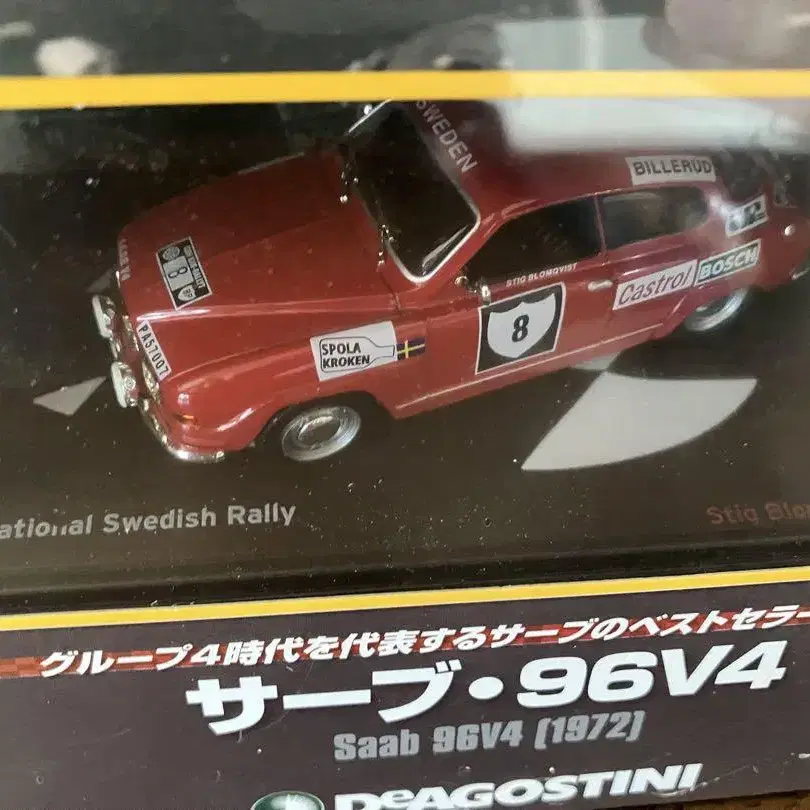 SWEDEN
BILLERUD
STIG BLOMQVIST
Castrol
BOSCH
8
8
PA57007
SPOLA
KROKEN
ational Swedish Rally
Stig Blom
グループ4時代を代表するサーブのベストセラー
サーブ・96V4
Saab 96V4 (1972)
DeAGOSTINI